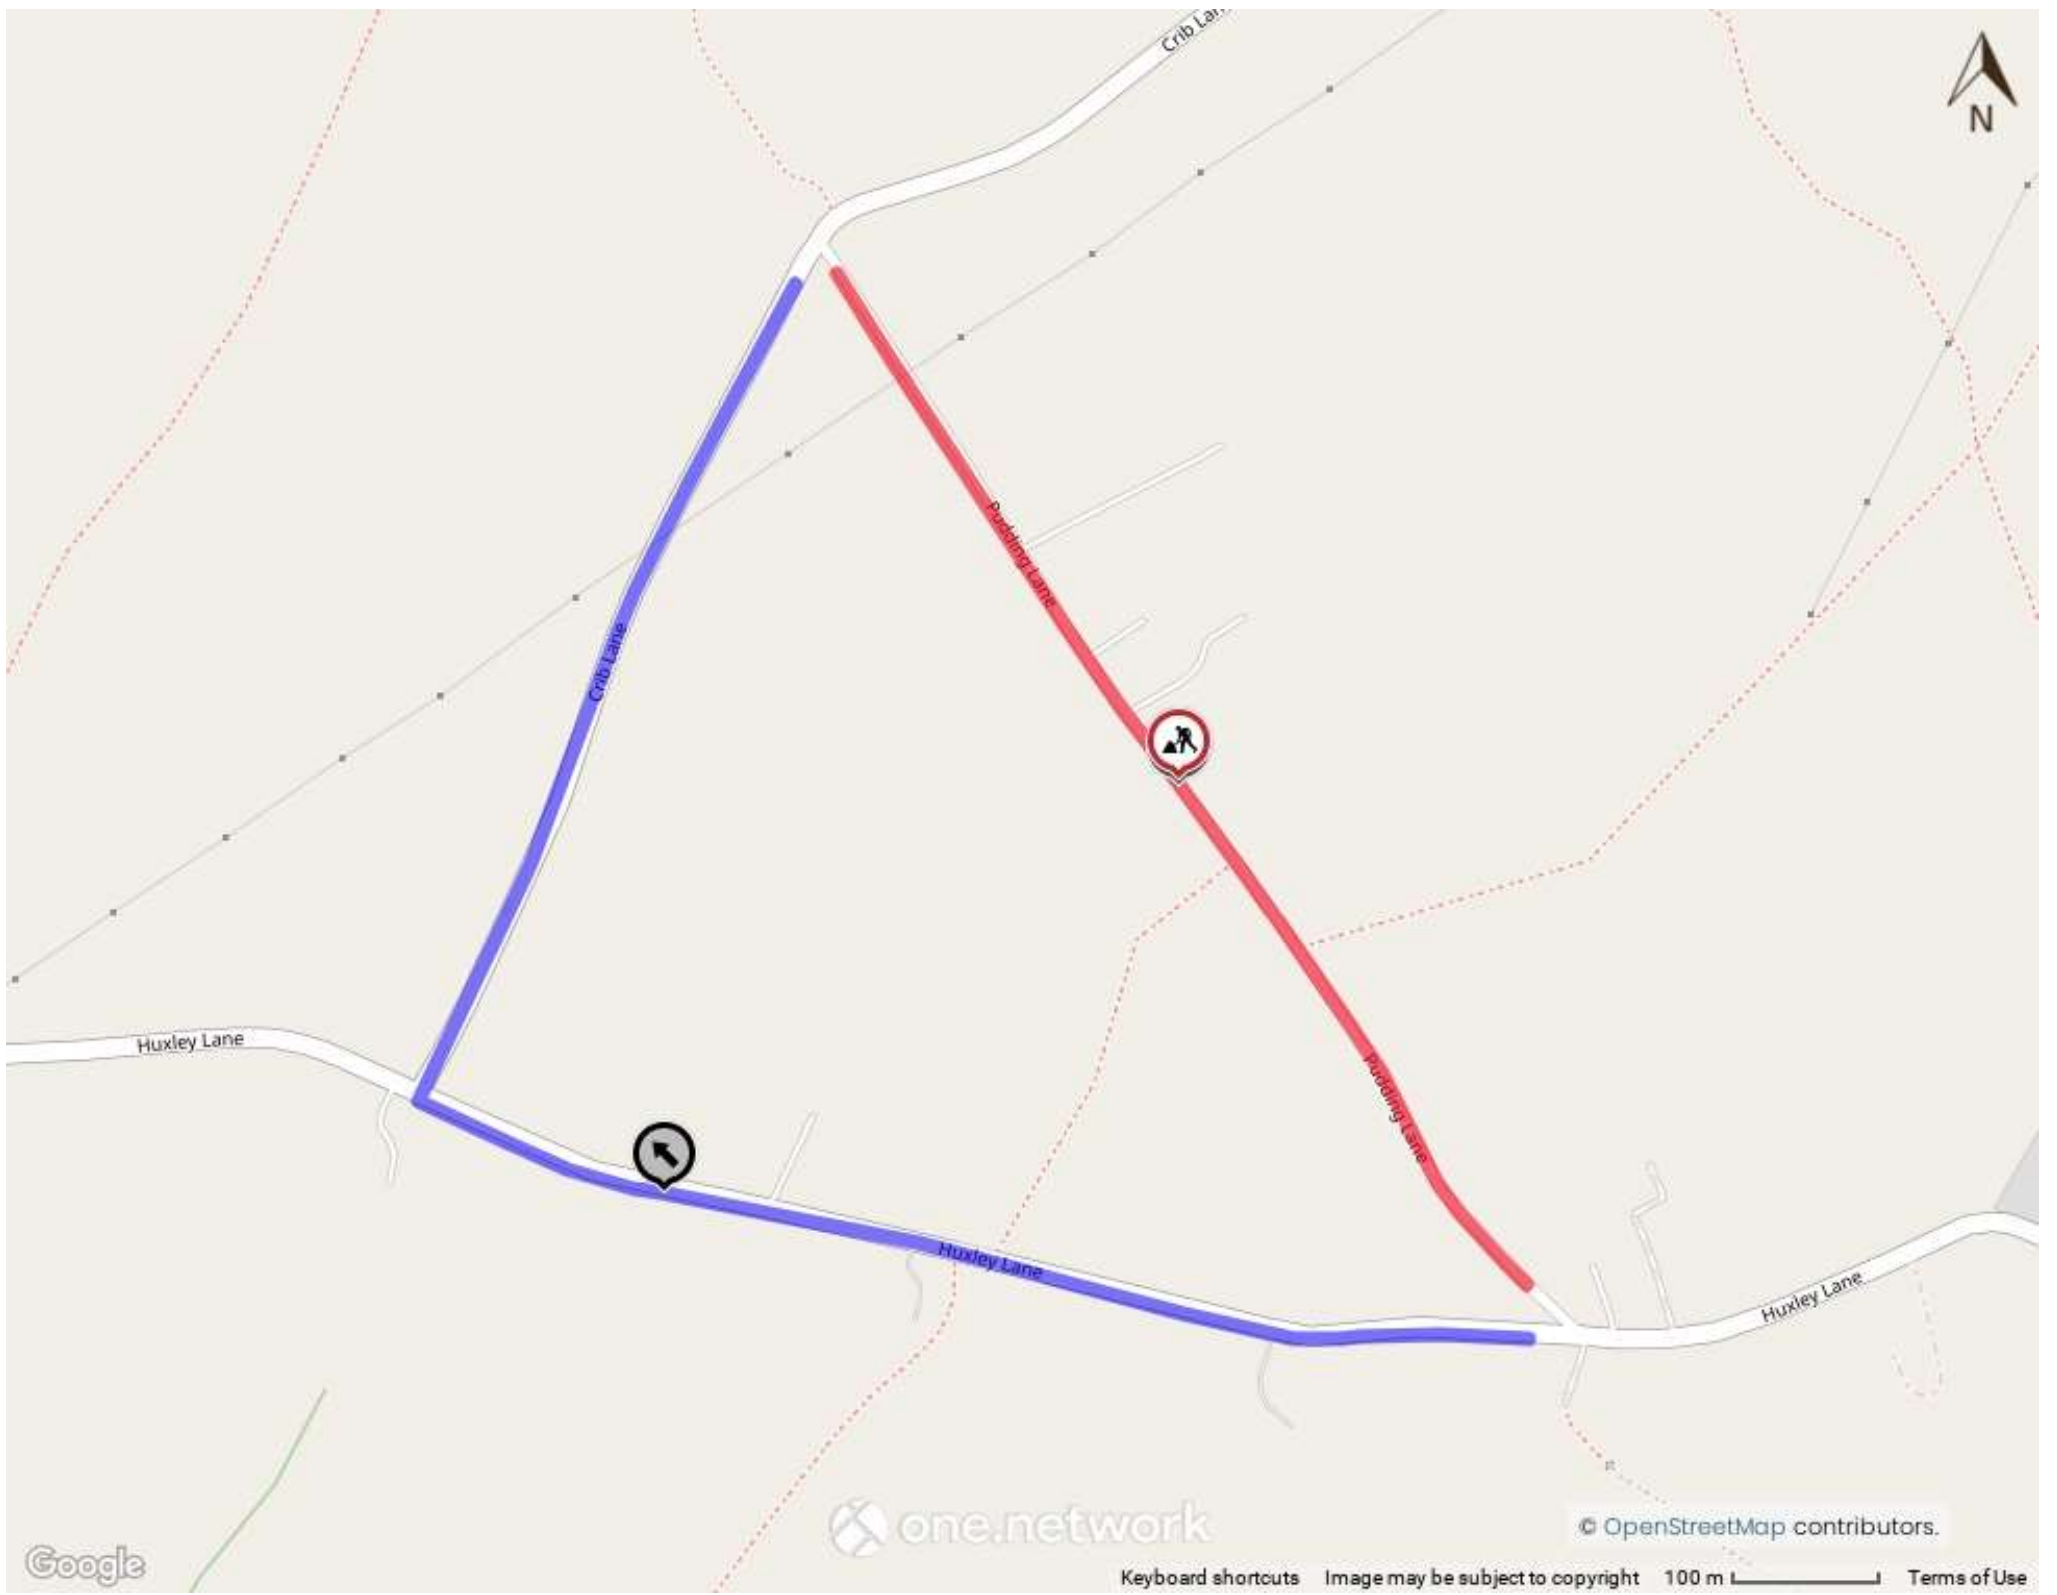 Crib Lan
N
Pudding Lane
Crib Lane
Huxley Lane
Pudding Lane
Huxley Lane
Huxley Lane
one.network
© OpenStreetMap contributors.
Google
Keyboard shortcuts Image may be subject to copyright 100 m Terms of Use